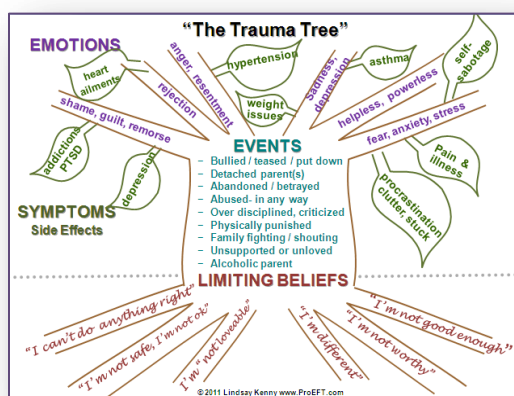 “The Trauma Tree”
EMOTIONS
heart
ailments
rejection
anger, resentment
hypertension
weight
issues
Sadness,
depression
asthma
helpless, powerless
self-
sabotage
shame, guilt, remorse
fear, anxiety, stress
addictions
PTSD
depression
Pain &
illness
procrastination
clutter, stuck
SYMPTOMS
Side Effects
EVENTS
– Bullied / teased / put down
– Detached parent(s)
– Abandoned / betrayed
– Abused- in any way
– Over disciplined, criticized
– Physically punished
– Family fighting / shouting
– Unsupported or unloved
– Alcoholic parent
LIMITING BELIEFS
“I can’t do anything right”
“I’m not safe, I’m not ok”
“I’m “not loveable”
“I’m different”
“I’m not worthy”
“I’m not good enough”
©2011 Lindsay Kenny www.ProEFT.com